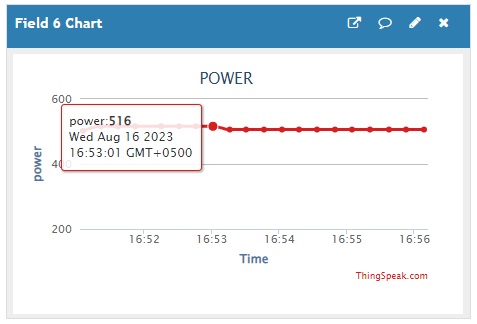 Field 6 Chart
POWER
600
power:516
Wed Aug 16 2023
16:53:01 GMT+0500
400
200
power
16:52 16:53 16:54 16:55 16:56
Time
ThingSpeak.com